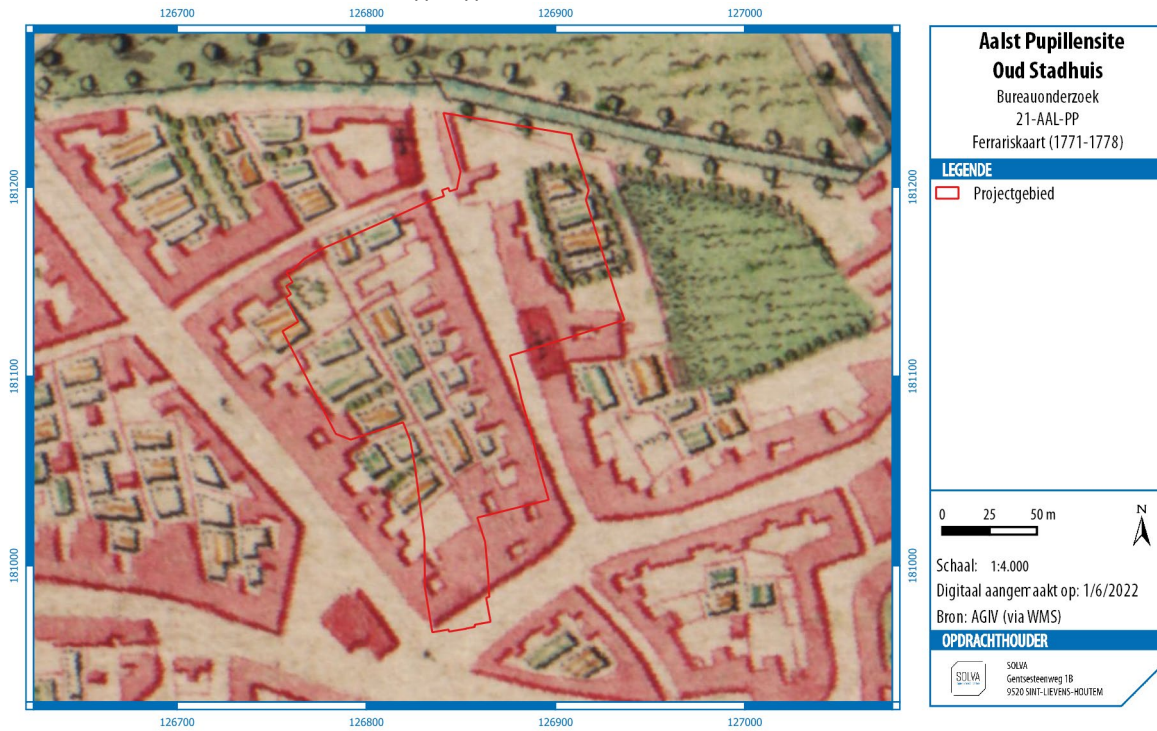 126700
126800
126900
127000
181200
181100
181000
181200
181100
181000
126700
126800
126900
127000
Aalst Pupillensite
Oud Stadhuis
Bureauonderzoek
21-AAL-PP
Ferrariskaart (1771-1778)
LEGENDE
Projectgebied
0 25 50 m
N
Schaal: 1:4.000
Digitaal aangemaakt op: 1/6/2022
Bron: AGIV (via WMS)
OPDRACHTHOUDER
SOLVA
SOLVA
Gentsesteenweg 1B
9520 SINT-LIEVENS-HOUTEM